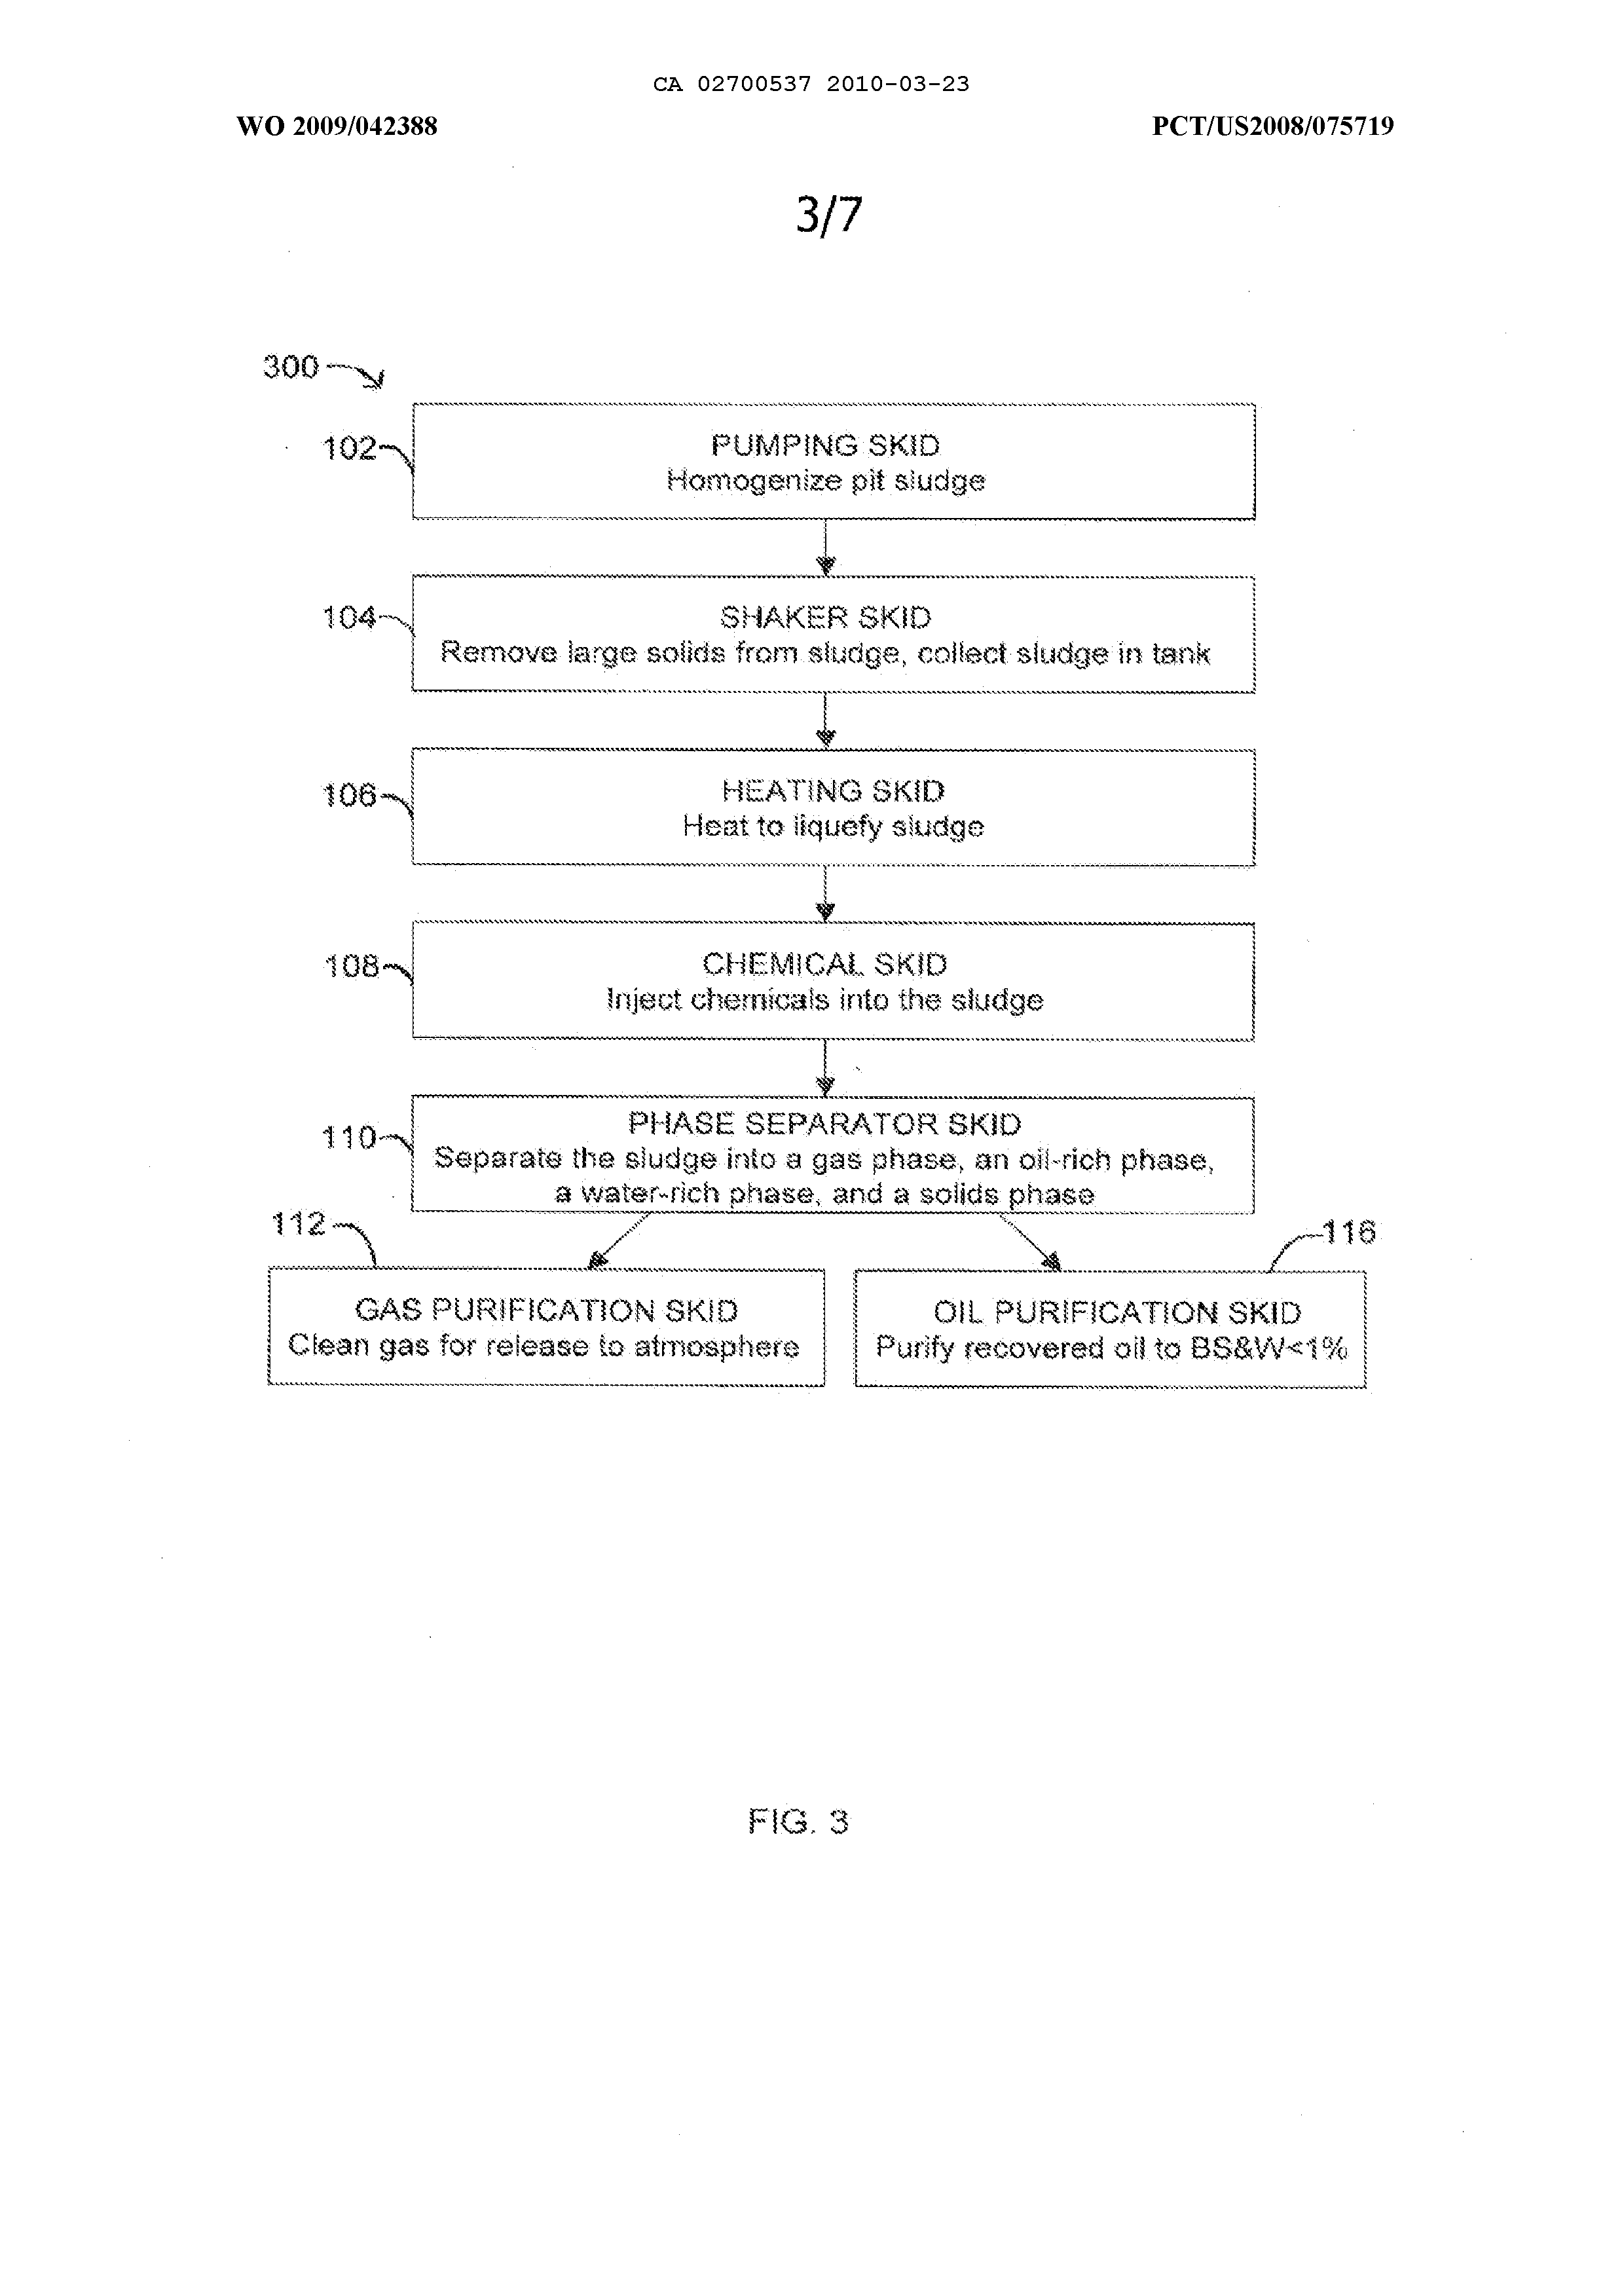 CA 02700537 2010-03-23
WO 2009/042388 PCT/US2008/075719
3/7
300
102
PUMPING SKID
Homogenize pit sludge
104
SHAKER SKID
Remove large solids from sludge, collect sludge in tank
106
HEATING SKID
Heat to liquefy sludge
108
CHEMICAL SKID
Inject chemicals into the sludge
110
PHASE SEPARATOR SKID
Separate the sludge into a gas phase, an oil-rich phase,
a water-rich phase, and a solids phase
112
116
GAS PURIFICATION SKID
Clean gas for release to atmosphere
OIL PURIFICATION SKID
Purify recovered oil to BS&W<1%
FIG. 3